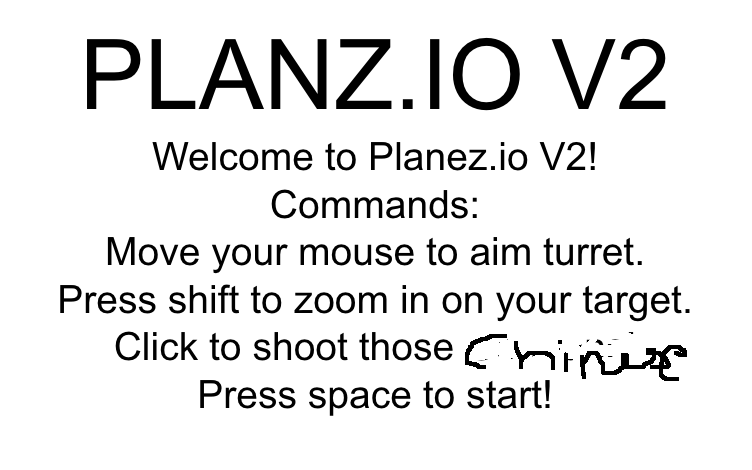 PLANZ.IO V2
Welcome to Planez.io V2!
Commands:
Move your mouse to aim turret.
Press shift to zoom in on your target.
Click to shoot those Chinese
Press space to start!